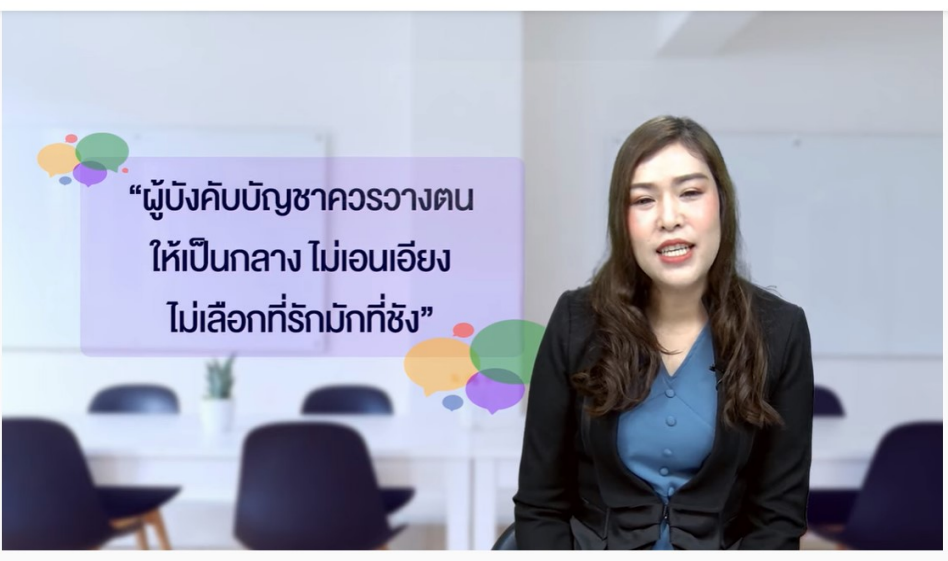 “ผู้บังคับบัญชาควรวางตน
ให้เป็นกลาง ไม่เอนเอียง
ไม่เลือกที่รักมักที่ชัง”